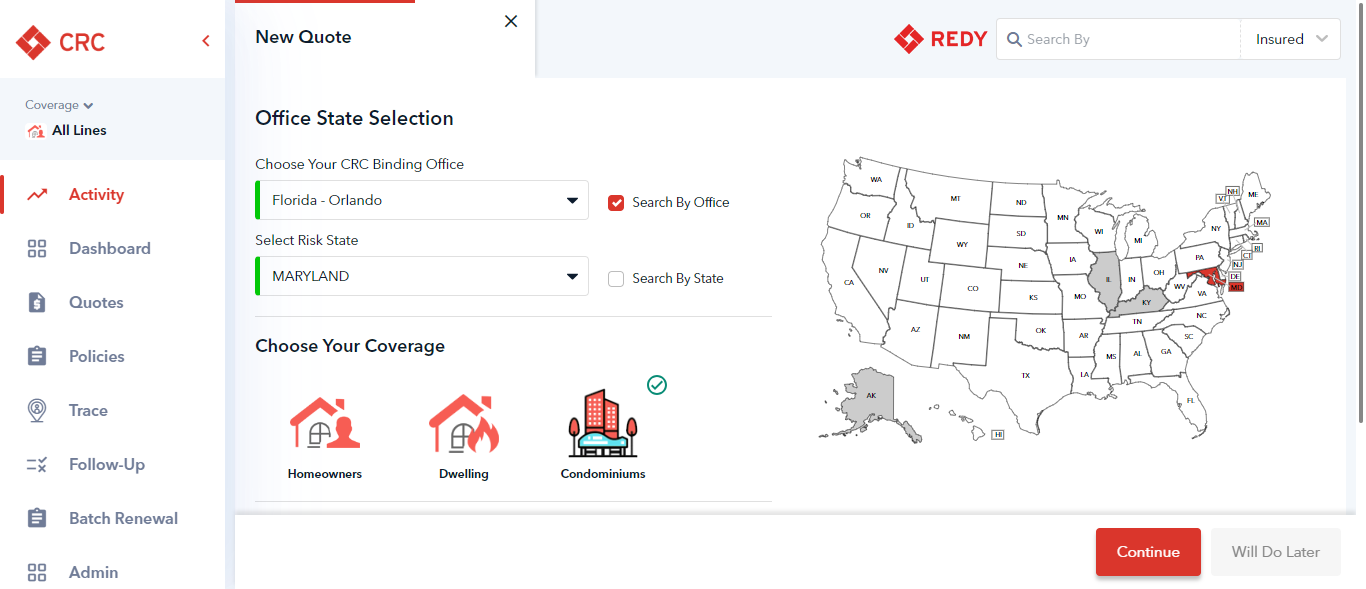 CRC
Coverage
All Lines
Activity
Dashboard
Quotes
Policies
Trace
Follow-Up
Batch Renewal
Admin
New Quote
REDY
Search By
Insured
Office State Selection
Choose Your CRC Binding Office
Florida - Orlando
Search By Office
Select Risk State
MARYLAND
Search By State
Choose Your Coverage
Homeowners
Dwelling
Condominiums
WA
MT
ND
MN
OR
ID
SD
WI
MI
NY
VT
NH
ME
MA
RI
CT
NJ
DE
MD
WY
NE
IA
PA
NV
UT
CO
IL
IN
OH
CA
KS
MO
KY
WV
VA
AZ
NM
OK
AR
TN
NC
SC
TX
LA
MS
AL
GA
FL
AK
HI
Continue
Will Do Later